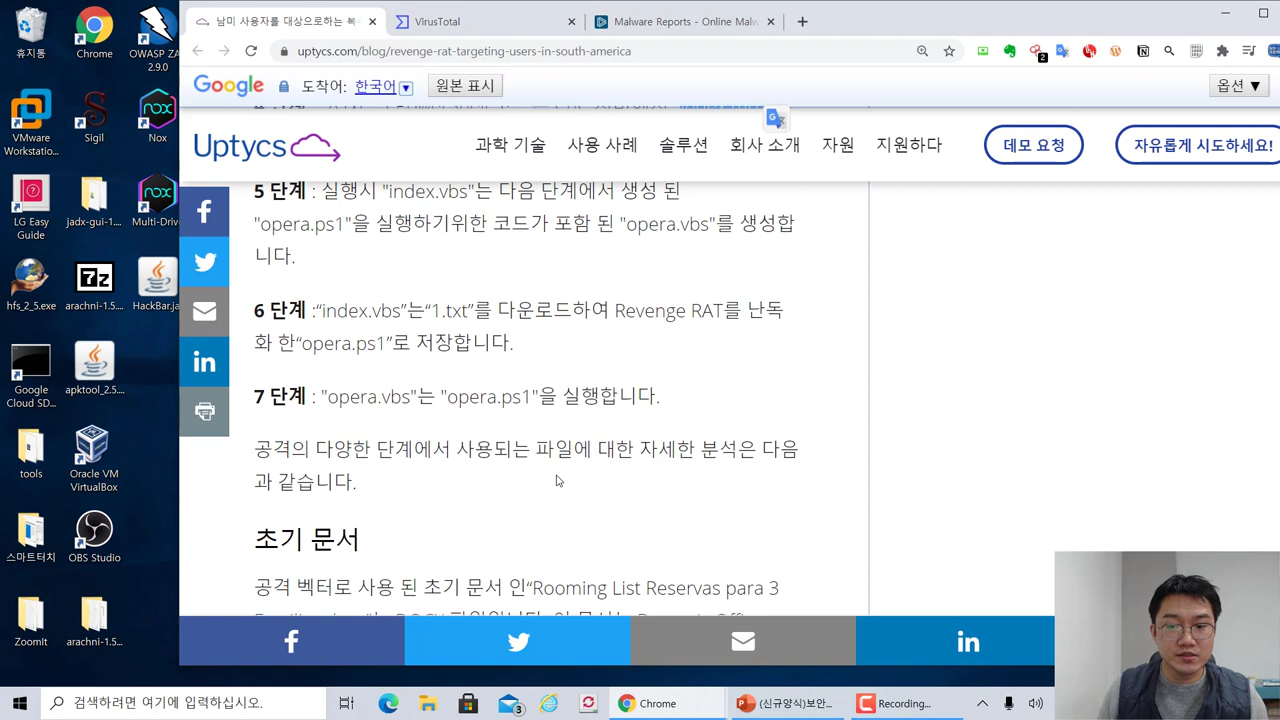 남미 사용자를 대상으로하는 복
VirusTotal
Malware Reports - Online Malw
uptycs.com/blog/revenge-rat-targeting-users-in-south-america
2
Google 도착어: 한국어 원본 표시 옵션 ▼
Uptycs
과학 기술 사용 사례 솔루션 회사 소개 자원 지원하다 데모 요청 자유롭게 시도하세요!
5 단계 : 실행시 "index.vbs"는 다음 단계에서 생성 된
"opera.ps1"을 실행하기위한 코드가 포함 된 "opera.vbs"를 생성합
니다.
6 단계 :“index.vbs”는“1.txt”를 다운로드하여 Revenge RAT를 난독
화 한“opera.ps1”로 저장합니다.
7 단계 : "opera.vbs"는 "opera.ps1"을 실행합니다.
공격의 다양한 단계에서 사용되는 파일에 대한 자세한 분석은 다음
과 같습니다.
초기 문서
공격 벡터로 사용 된 초기 문서 인“Rooming List Reservas para 3
휴지통
Chrome
OWASP ZA
2.9.0
VMware
Workstatio...
Sigil
Nox
LG Easy
Guide
jadx-gui-1....
Multi-Drive
hfs_2_5.exe
arachni-1.5...
HackBar.ja
Google
Cloud SD...
apktool_2.5...
tools
Oracle VM
VirtualBox
스마트터치
OBS Studio
ZoomIt
arachni-1.5...
7z
검색하려면 여기에 입력하십시오.
3
Chrome
(신규양식)보안...
Recording...